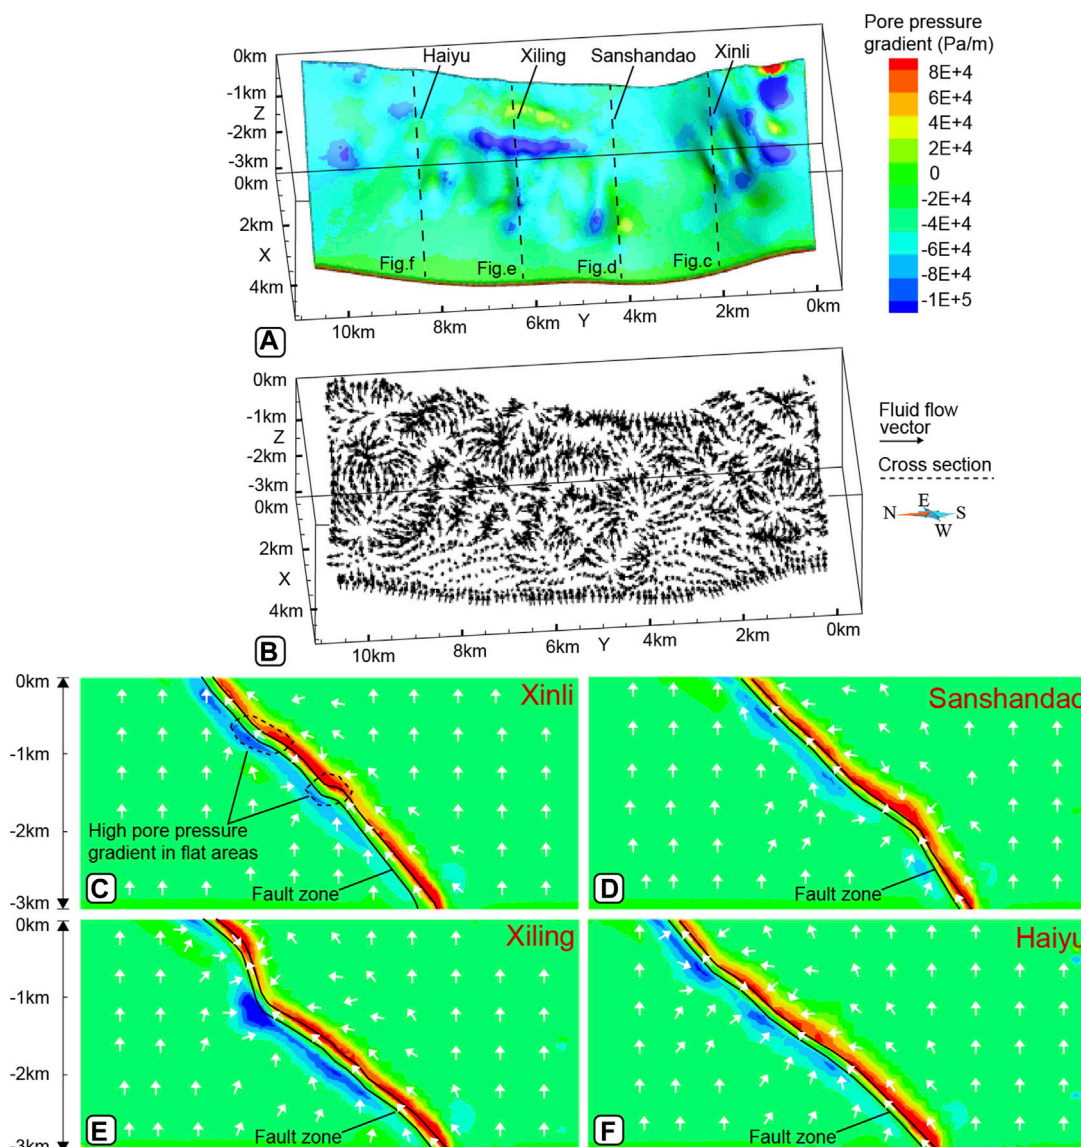 Pore pressure
gradient (Pa/m)
8E+4
6E+4
4E+4
2E+4
0
-2E+4
-4E+4
-6E+4
-8E+4
-1E+5
Haiyu
Xiling
Sanshandao
Xinli
0km
-1km
Z
-2km
-3km
0km
2km
X
4km
Fig.f
Fig.e
Fig.d
Fig.c
10km
8km
6km
Y
4km
2km
0km
A
0km
-1km
Z
-2km
-3km
0km
2km
X
4km
10km
8km
6km
Y
4km
2km
0km
B
Fluid flow
vector
Cross section
N E S
W
0km
-1km
-2km
-3km
Xinli
High pore pressure
gradient in flat areas
Fault zone
C
Sanshandao
Fault zone
D
0km
-1km
-2km
-3km
Xiling
Fault zone
E
Haiyu
Fault zone
F